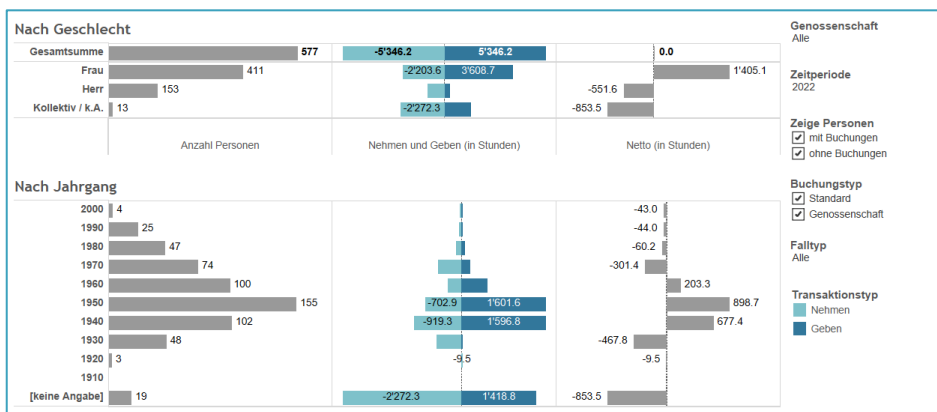 Nach Geschlecht
Gesamtsumme 577 -5'346.2 5'346.2 0.0
Frau 411 -2'203.6 3'608.7 1'405.1
Herr 153 -551.6
Kollektiv / k.A. 13 -2'272.3 -853.5
Anzahl Personen Nehmen und Geben (in Stunden) Netto (in Stunden)
Nach Jahrgang
2000 4 -43.0
1990 25 -44.0
1980 47 -60.2
1970 74 -301.4
1960 100 203.3
1950 155 -702.9 1'601.6 898.7
1940 102 -919.3 1'596.8 677.4
1930 48 -467.8
1920 3 -9.5 -9.5
1910
[keine Angabe] 19 -2'272.3 1'418.8 -853.5
Genossenschaft
Alle
Zeitperiode
2022
Zeige Personen
mit Buchungen
ohne Buchungen
Buchungstyp
Standard
Genossenschaft
Falltyp
Alle
Transaktionstyp
Nehmen
Geben